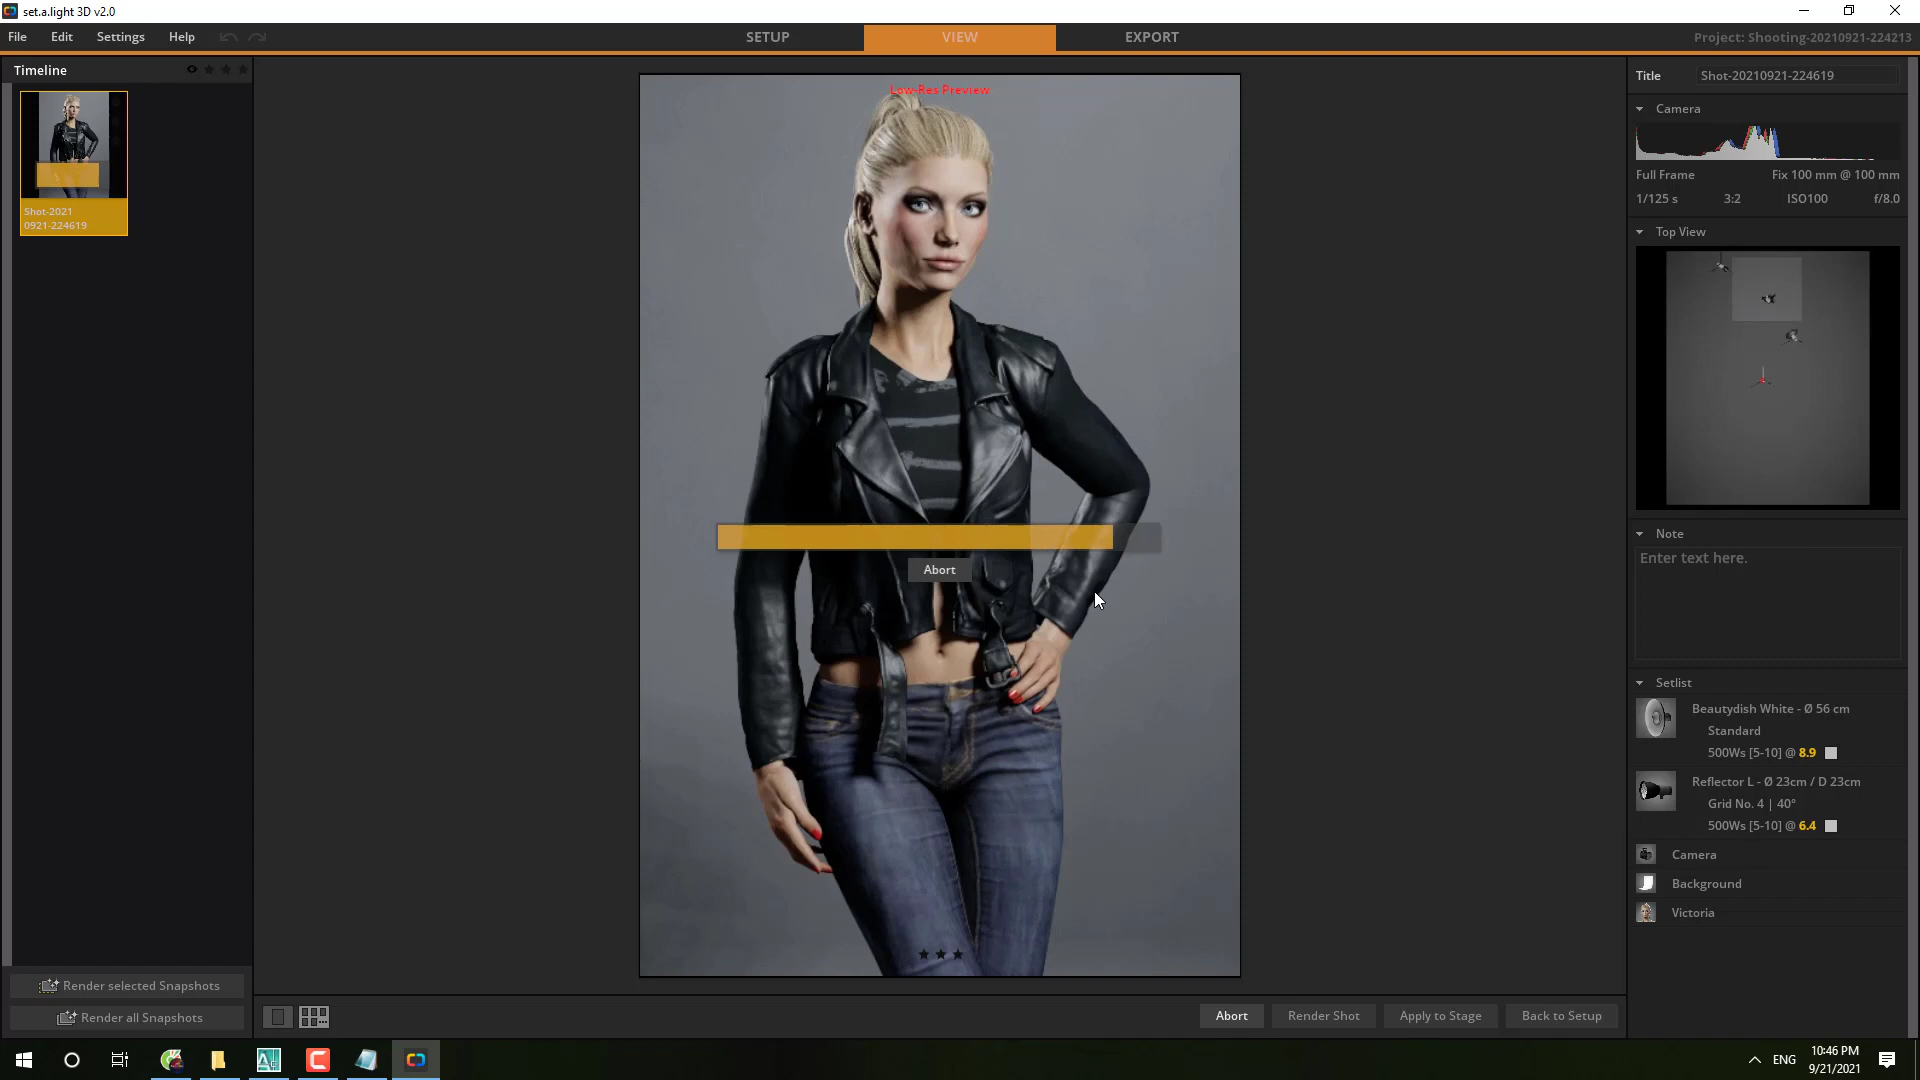 set.a.light 3D v2.0
File Edit Settings Help
SETUP VIEW EXPORT
Project: Shooting-20210921-224213
Timeline
Shot-2021
0921-224619
Low-Res Preview
Abort
Title Shot-20210921-224619
Camera
Full Frame Fix 100 mm @ 100 mm
1/125 s 3:2 ISO100 f/8.0
Top View
Note
Enter text here.
Setlist
Beautydish White - Ø 56 cm
Standard
500Ws [5-10] @ 8.9
Reflector L - Ø 23cm / D 23cm
Grid No. 4 | 40°
500Ws [5-10] @ 6.4
Camera
Background
Victoria
Render selected Snapshots
Render all Snapshots
Abort Render Shot Apply to Stage Back to Setup
ENG
10:46 PM
9/21/2021